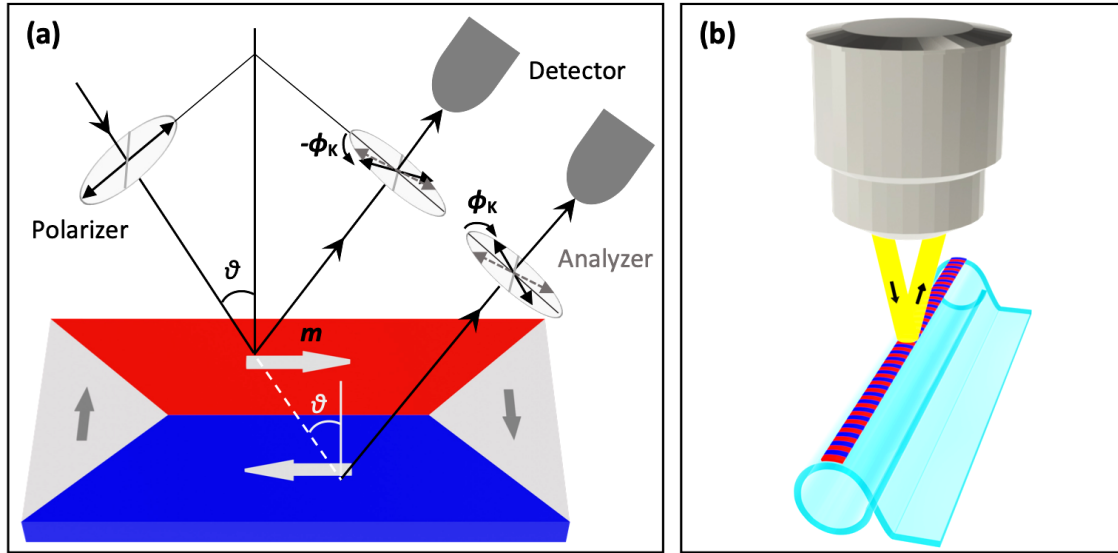 (a)
Detector
-ϕK
Polarizer
ϕK
Analyzer
ϑ
m
ϑ
(b)